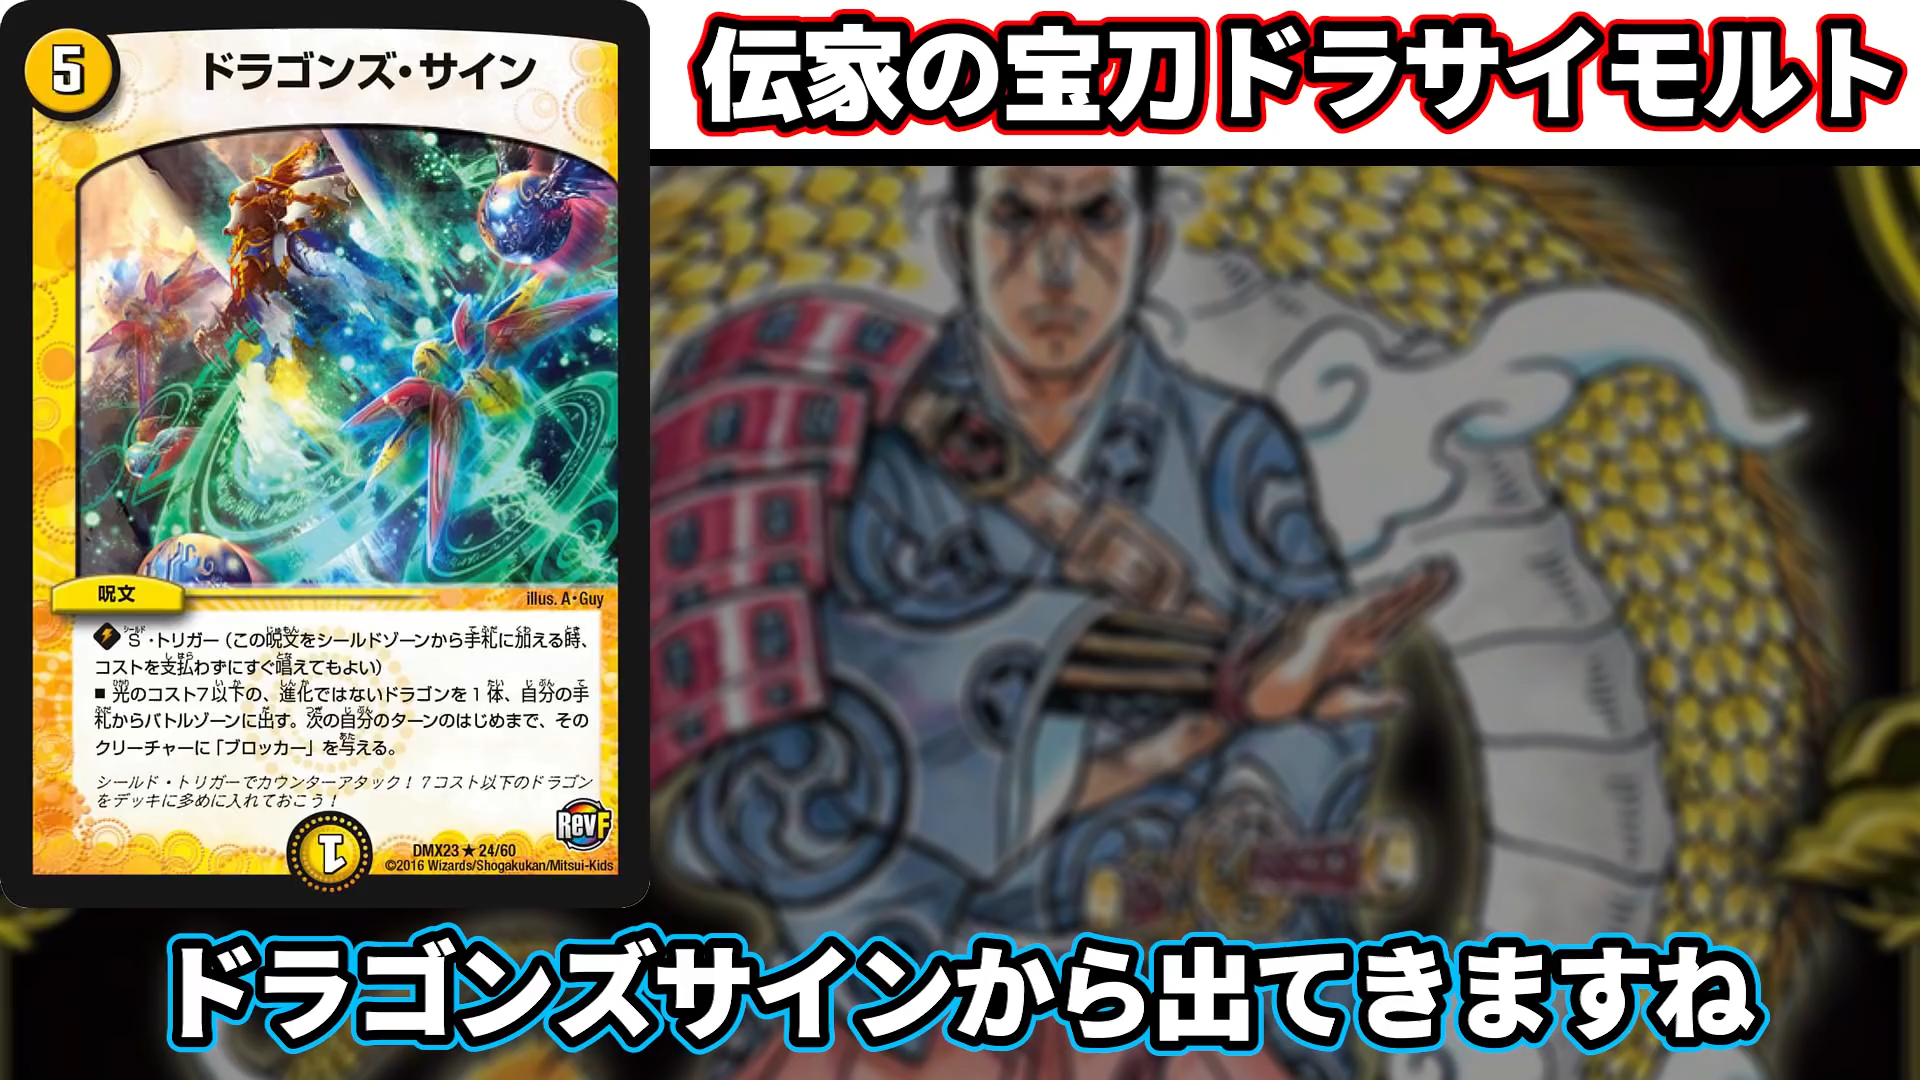 5
ドラゴンズ・サイン
伝家の宝刀ドラサイモルト
呪文
illus. A・Guy
S・トリガー(この呪文をシールドゾーンから手札に加える時、
コストを支払わずにすぐ唱えてもよい)
■光のコスト7以下の、進化ではないドラゴンを1体、自分の手
札からバトルゾーンに出す。次の自分のターンのはじめまで、その
クリーチャーに「ブロッカー」を与える。
シールド・トリガーでカウンターアタック!7コスト以下のドラゴン
をデッキに多めに入れておこう!
RevF
1
DMX23★24/60
©2016 Wizards/Shogakukan/Mitsui-Kids
ドラゴンズサインから出てきますね